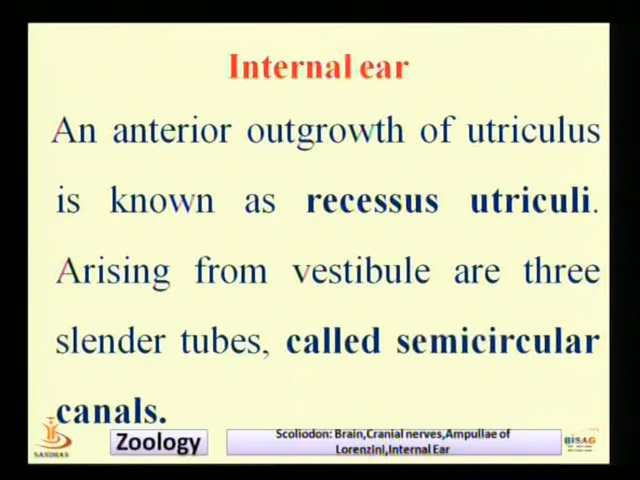 Internal ear
An anterior outgrowth of utriculus
is known as recessus utriculi.
Arising from vestibule are three
slender tubes, called semicircular
canals.
SANDHAN
Zoology
Scoliodon: Brain,Cranial nerves,Ampullae of
Lorenzini,Internal Ear
BISAG